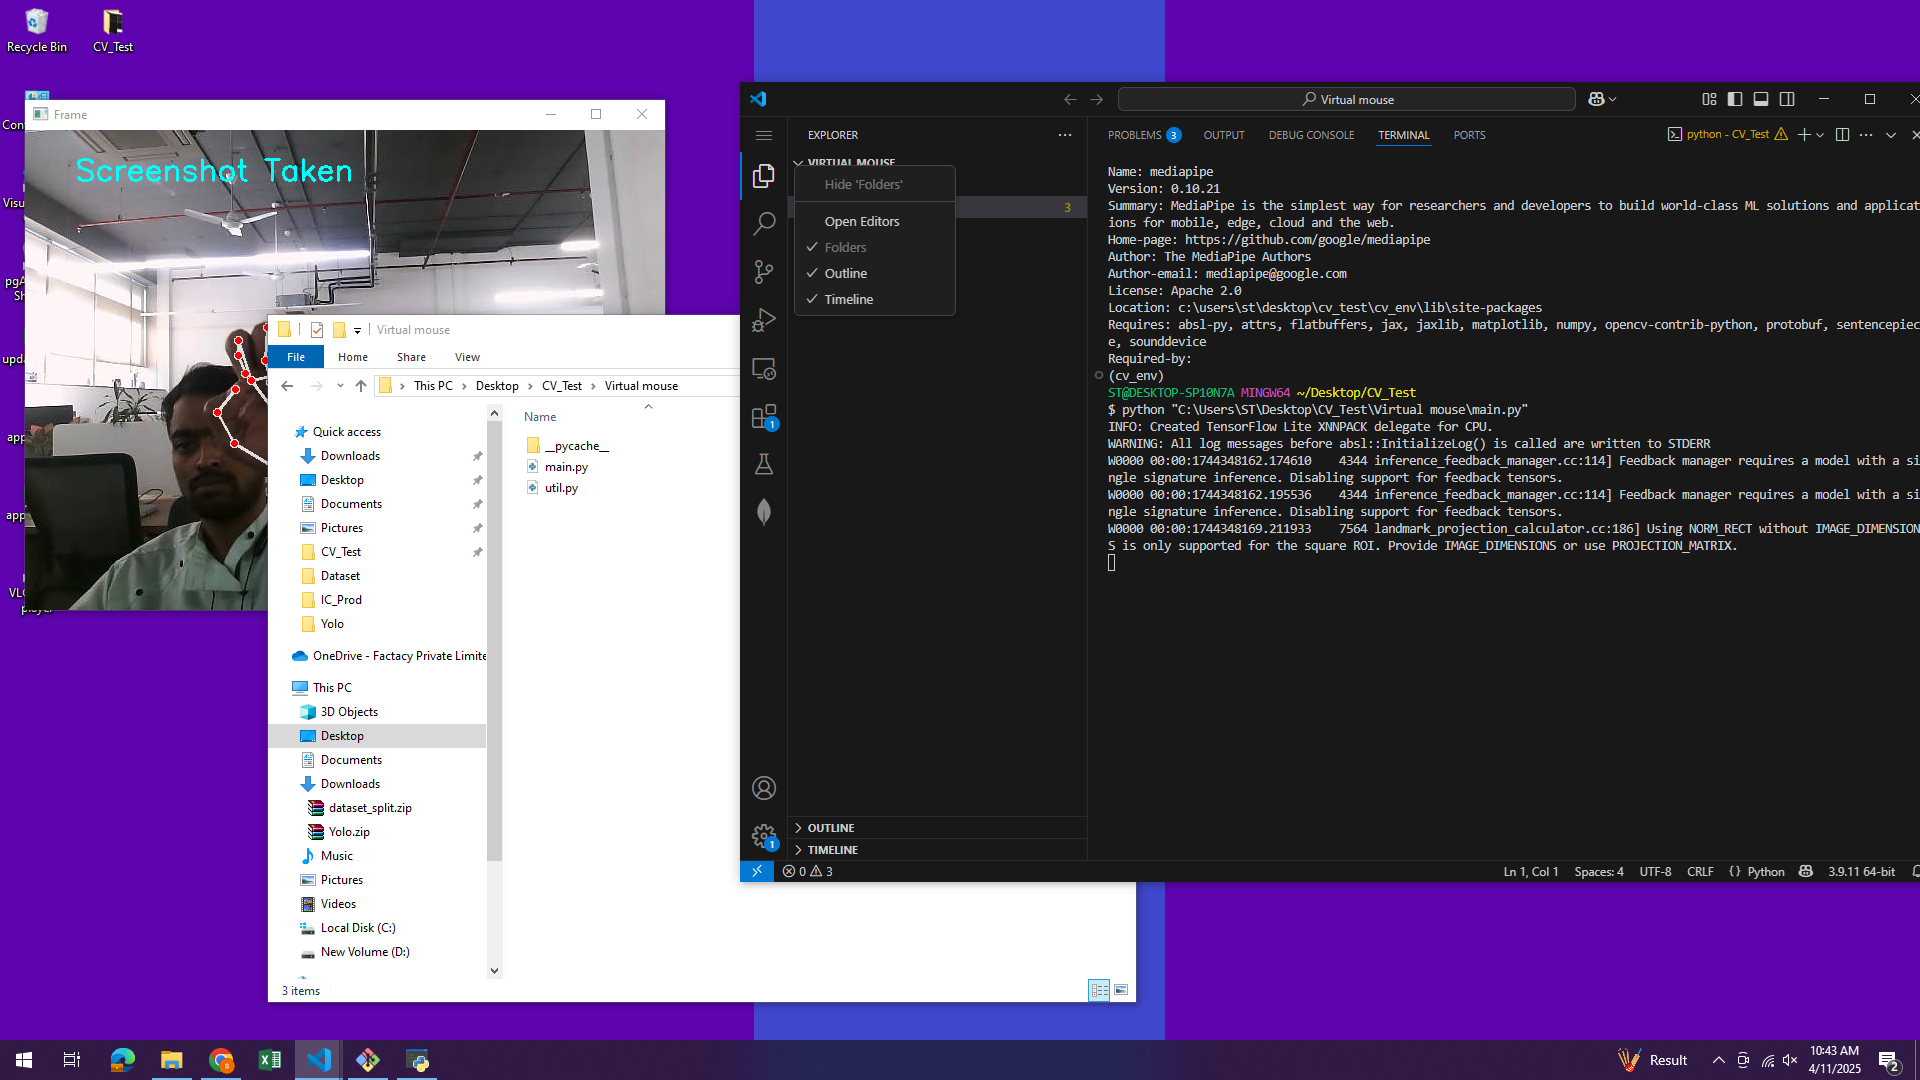 Recycle Bin
CV_Test
Frame
Screenshot Taken
Virtual mouse
File
Home
Share
View
This PC
Desktop
CV_Test
Virtual mouse
Quick access
Downloads
Desktop
Documents
Pictures
CV_Test
Dataset
IC_Prod
Yolo
OneDrive - Factacy Private Limite
This PC
3D Objects
Desktop
Documents
Downloads
dataset_split.zip
Yolo.zip
Music
Pictures
Videos
Local Disk (C:)
New Volume (D:)
Name
__pycache__
main.py
util.py
3 items
Virtual mouse
EXPLORER
VIRTUAL MOUSE
3
Hide 'Folders'
Open Editors
Folders
Outline
Timeline
1
1
OUTLINE
TIMELINE
PROBLEMS 3 OUTPUT DEBUG CONSOLE TERMINAL PORTS
python - CV_Test
Name: mediapipe
Version: 0.10.21
Summary: MediaPipe is the simplest way for researchers and developers to build world-class ML solutions and applicat
ions for mobile, edge, cloud and the web.
Home-page: https://github.com/google/mediapipe
Author: The MediaPipe Authors
Author-email: mediapipe@google.com
License: Apache 2.0
Location: c:\users\st\desktop\cv_test\cv_env\lib\site-packages
Requires: absl-py, attrs, flatbuffers, jax, jaxlib, matplotlib, numpy, opencv-contrib-python, protobuf, sentencepiec
e, sounddevice
Required-by:
(cv_env)
ST@DESKTOP-SP10N7A MINGW64 ~/Desktop/CV_Test
$ python "C:\Users\ST\Desktop\CV_Test\Virtual mouse\main.py"
INFO: Created TensorFlow Lite XNNPACK delegate for CPU.
WARNING: All log messages before absl::InitializeLog() is called are written to STDERR
W0000 00:00:1744348162.174610    4344 inference_feedback_manager.cc:114] Feedback manager requires a model with a si
ngle signature inference. Disabling support for feedback tensors.
W0000 00:00:1744348162.195536    4344 inference_feedback_manager.cc:114] Feedback manager requires a model with a si
ngle signature inference. Disabling support for feedback tensors.
W0000 00:00:1744348169.211933    7564 landmark_projection_calculator.cc:186] Using NORM_RECT without IMAGE_DIMENSION
S is only supported for the square ROI. Provide IMAGE_DIMENSIONS or use PROJECTION_MATRIX.
0 3
Ln 1, Col 1 Spaces: 4 UTF-8 CRLF {} Python 3.9.11 64-bit
Result
10:43 AM
4/11/2025
2